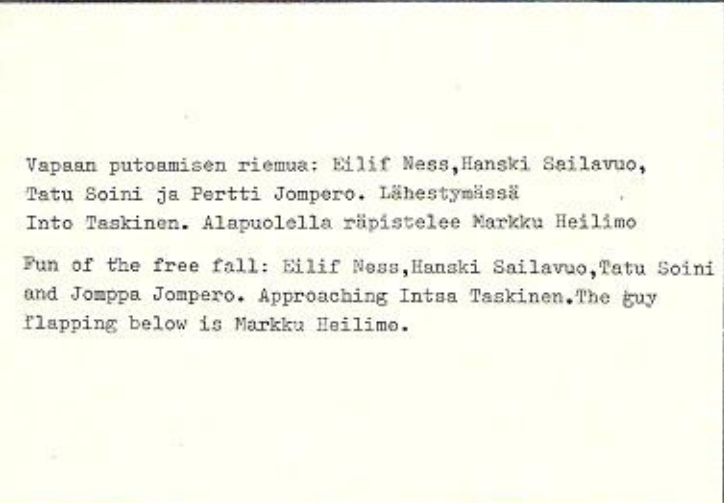 Vapaan putoamisen riemua: Eilif Ness,Hanski Sailavuo,
Tatu Soini ja Pertti Jompero. Lähestymässä
Into Taskinen. Alapuolella räpistelee Markku Heilimo
Fun of the free fall: Eilif Ness,Hanski Sailavuo,Tatu Soini
and Jomppa Jompero. Approaching Intsa Taskinen.The guy
flapping below is Markku Heilimo.